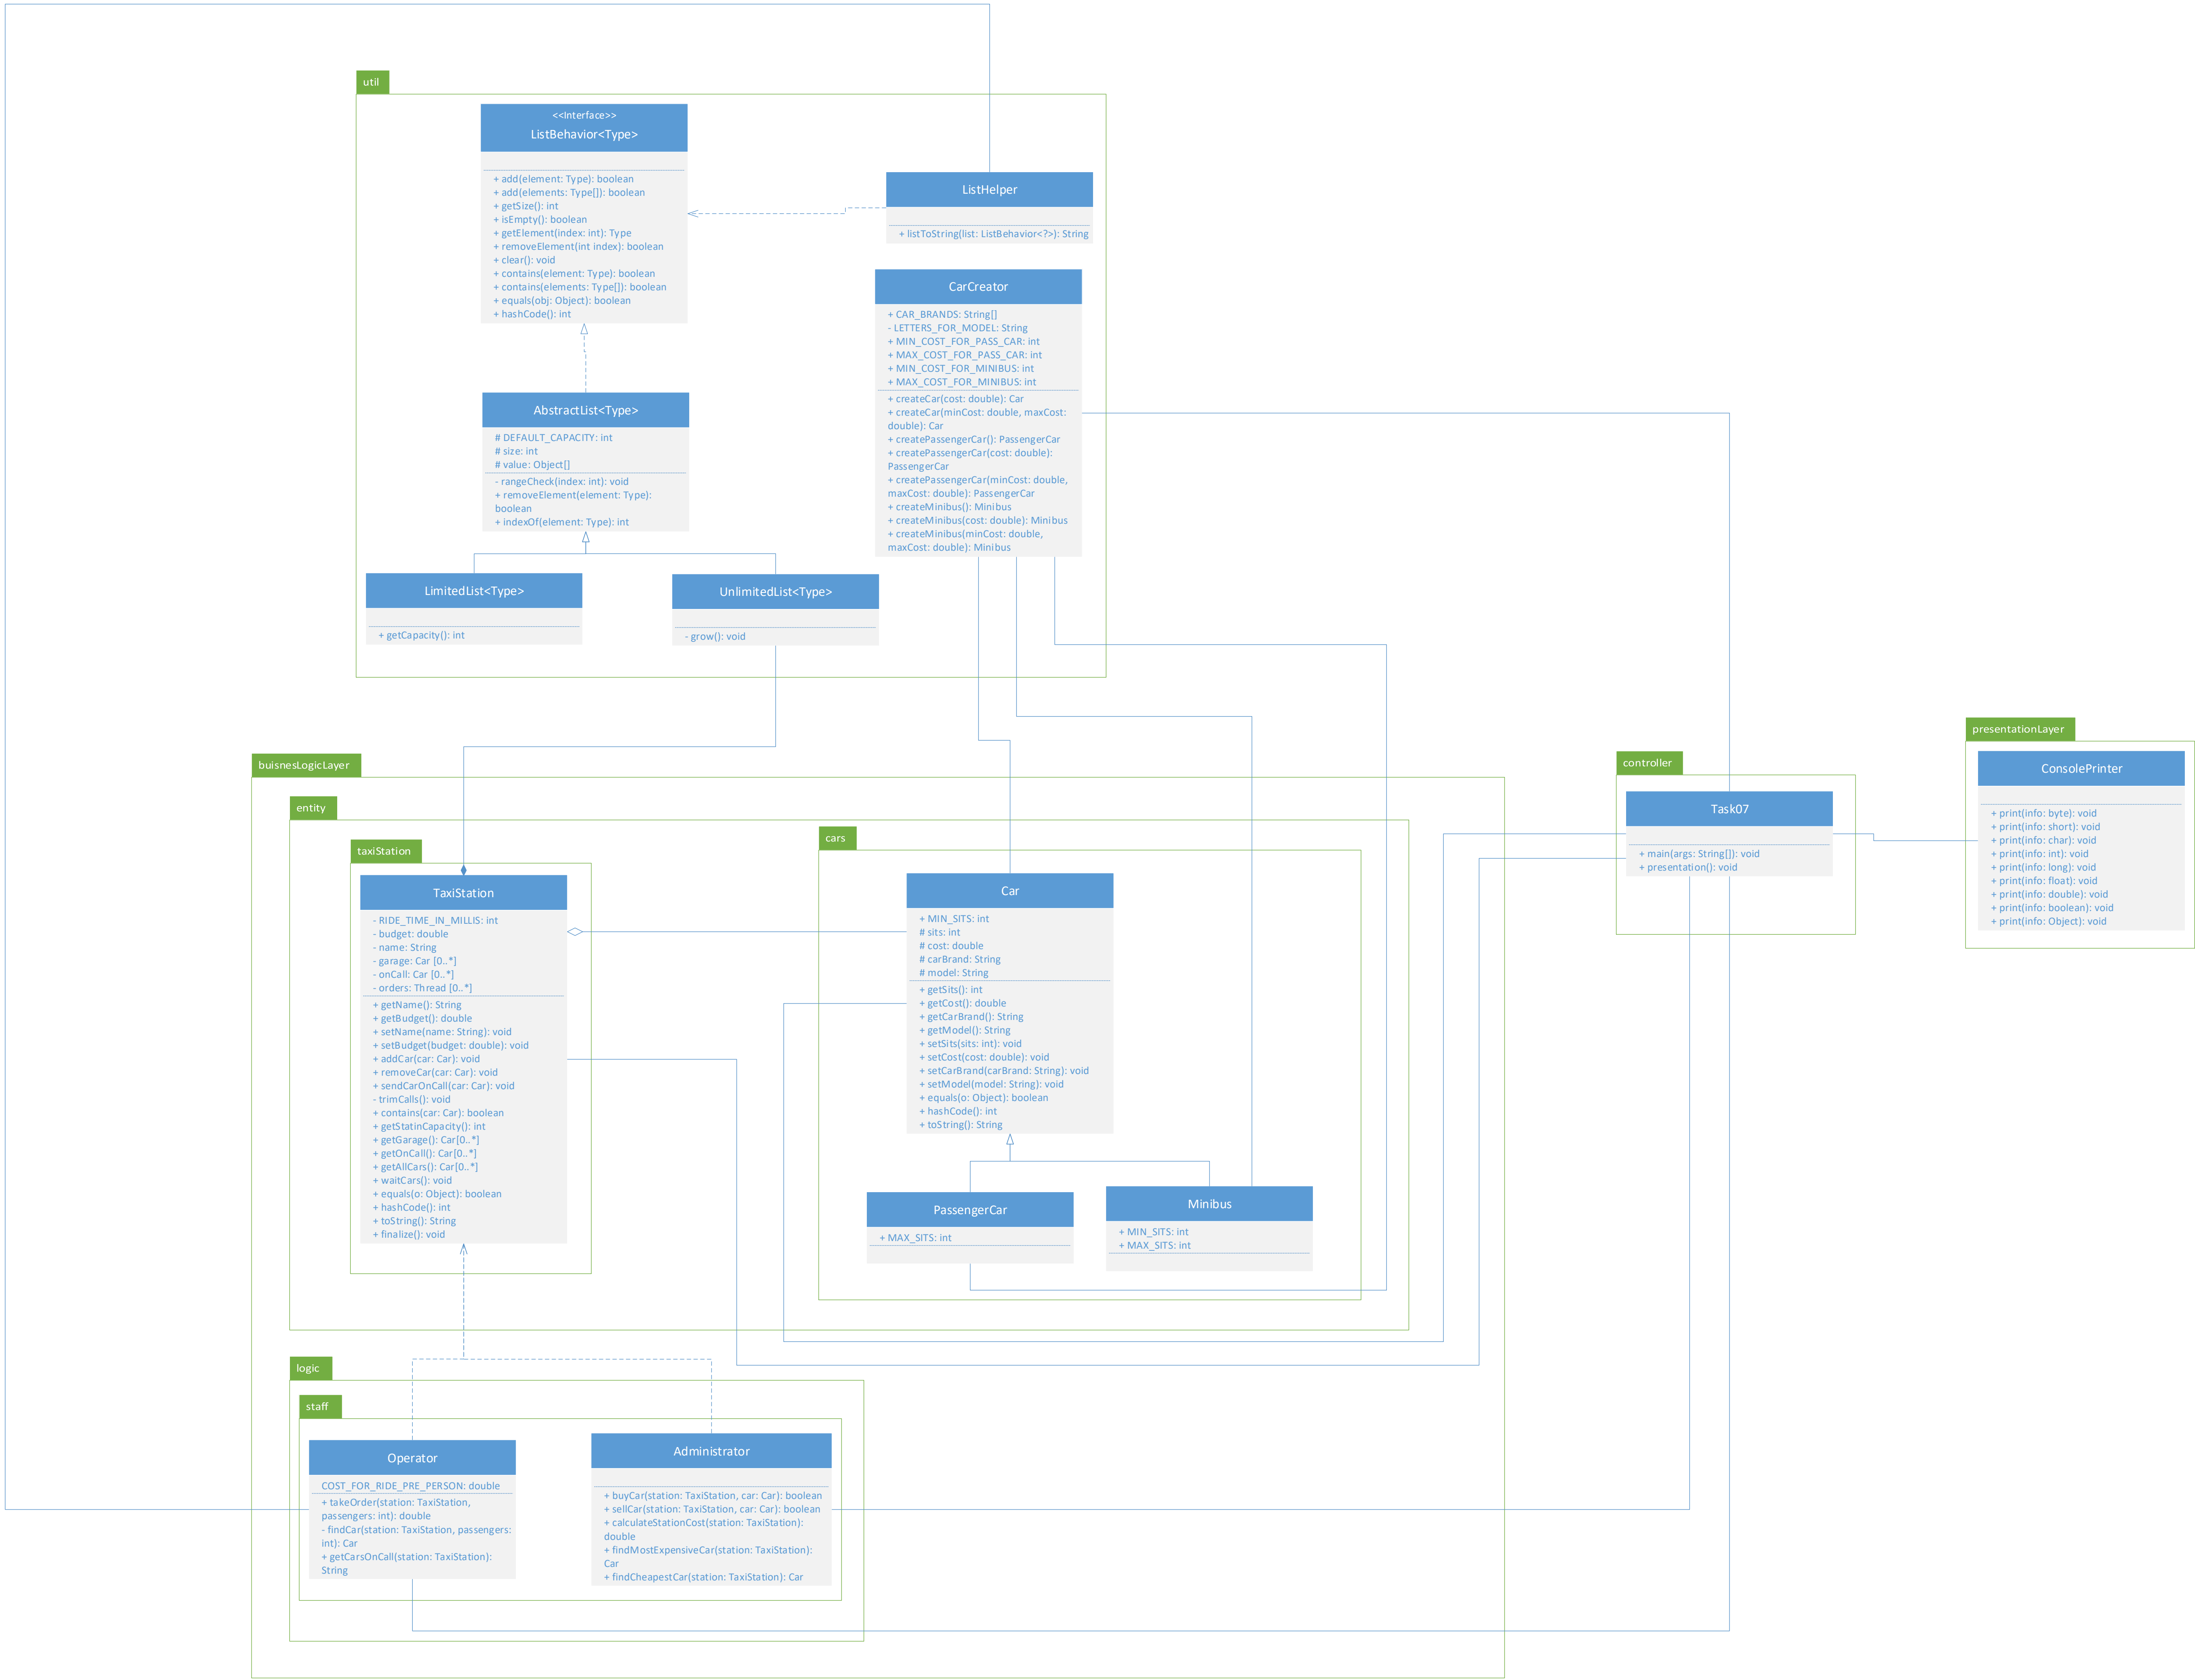 util
<<Interface>>
ListBehavior<Type>
+ add(element: Type): boolean
+ add(elements: Type[]): boolean
+ getSize(): int
+ isEmpty(): boolean
+ getElement(index: int): Type
+ removeElement(int index): boolean
+ clear(): void
+ contains(element: Type): boolean
+ contains(elements: Type[]): boolean
+ equals(obj: Object): boolean
+ hashCode(): int
ListHelper
+ listToString(list: ListBehavior<?>): String
CarCreator
+ CAR_BRANDS: String[]
- LETTERS_FOR_MODEL: String
+ MIN_COST_FOR_PASS_CAR: int
+ MAX_COST_FOR_PASS_CAR: int
+ MIN_COST_FOR_MINIBUS: int
+ MAX_COST_FOR_MINIBUS: int
+ createCar(cost: double): Car
+ createCar(minCost: double, maxCost:
double): Car
+ createPassengerCar(): PassengerCar
+ createPassengerCar(cost: double):
PassengerCar
+ createPassengerCar(minCost: double,
maxCost: double): PassengerCar
+ createMinibus(): Minibus
+ createMinibus(cost: double): Minibus
+ createMinibus(minCost: double,
maxCost: double): Minibus
AbstractList<Type>
# DEFAULT_CAPACITY: int
# size: int
# value: Object[]
- rangeCheck(index: int): void
+ removeElement(element: Type):
boolean
+ indexOf(element: Type): int
LimitedList<Type>
+ getCapacity(): int
UnlimitedList<Type>
- grow(): void
buisnesLogicLayer
entity
taxiStation
TaxiStation
- RIDE_TIME_IN_MILLIS: int
- budget: double
- name: String
- garage: Car [0..*]
- onCall: Car [0..*]
- orders: Thread [0..*]
+ getName(): String
+ getBudget(): double
+ setName(name: String): void
+ setBudget(budget: double): void
+ addCar(car: Car): void
+ removeCar(car: Car): void
+ sendCarOnCall(car: Car): void
- trimCalls(): void
+ contains(car: Car): boolean
+ getStatinCapacity(): int
+ getGarage(): Car[0..*]
+ getOnCall(): Car[0..*]
+ getAllCars(): Car[0..*]
+ waitCars(): void
+ equals(o: Object): boolean
+ hashCode(): int
+ toString(): String
+ finalize(): void
cars
Car
+ MIN_SITS: int
# sits: int
# cost: double
# carBrand: String
# model: String
+ getSits(): int
+ getCost(): double
+ getCarBrand(): String
+ getModel(): String
+ setSits(sits: int): void
+ setCost(cost: double): void
+ setCarBrand(carBrand: String): void
+ setModel(model: String): void
+ equals(o: Object): boolean
+ hashCode(): int
+ toString(): String
PassengerCar
+ MAX_SITS: int
Minibus
+ MIN_SITS: int
+ MAX_SITS: int
controller
Task07
+ main(args: String[]): void
+ presentation(): void
presentationLayer
ConsolePrinter
+ print(info: byte): void
+ print(info: short): void
+ print(info: char): void
+ print(info: int): void
+ print(info: long): void
+ print(info: float): void
+ print(info: double): void
+ print(info: boolean): void
+ print(info: Object): void
logic
staff
Operator
COST_FOR_RIDE_PRE_PERSON: double
+ takeOrder(station: TaxiStation,
passengers: int): double
- findCar(station: TaxiStation, passengers:
int): Car
+ getCarsOnCall(station: TaxiStation):
String
Administrator
+ buyCar(station: TaxiStation, car: Car): boolean
+ sellCar(station: TaxiStation, car: Car): boolean
+ calculateStationCost(station: TaxiStation):
double
+ findMostExpensiveCar(station: TaxiStation):
Car
+ findCheapestCar(station: TaxiStation): Car